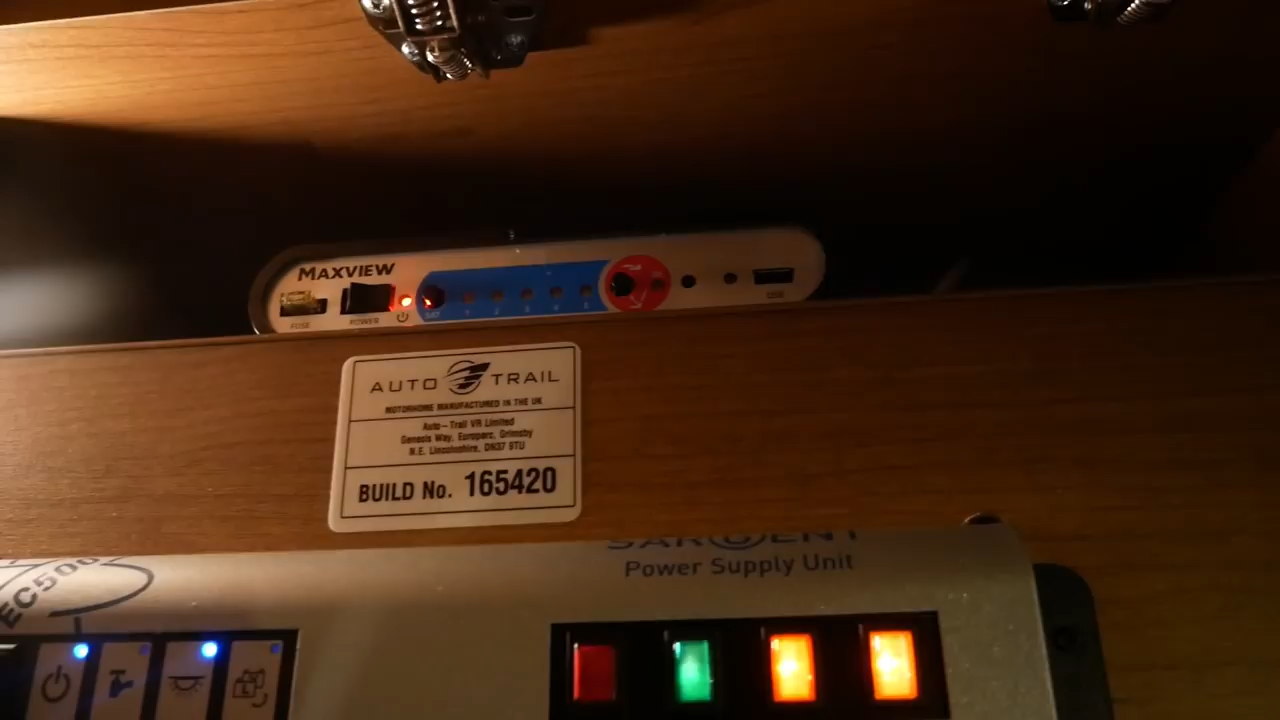 MAXVIEW
FUSE
POWER
SAT
1 2 3 4 5
USB
AUTO TRAIL
MOTORHOME MANUFACTURED IN THE UK
Auto-Trail VR Limited
Genesis Way, Europarc, Grimsby
N.E. Lincolnshire, DN37 9TU
BUILD No. 165420
SARGENT
Power Supply Unit
EC500